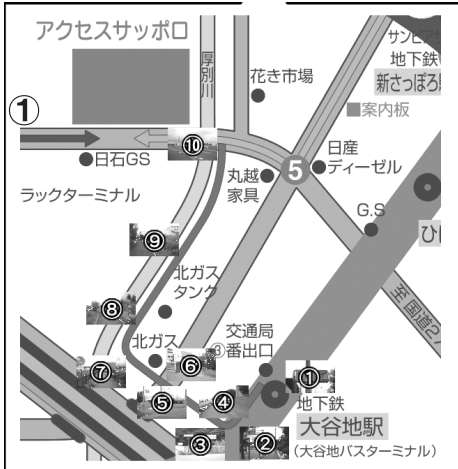 アクセスサッポロ
厚別川
サンピアザ
地下鉄
新さっぽろ駅
花き市場
■案内板
①
⑩
日石GS
丸越
家具
5
日産
ディーゼル
ラックターミナル
G.S
ひ
⑨
北ガス
タンク
至国道27
⑧
北ガス
交通局
③番出口
⑦
⑥
①
⑤
④
地下鉄
大谷地駅
(大谷地バスターミナル)
③
②